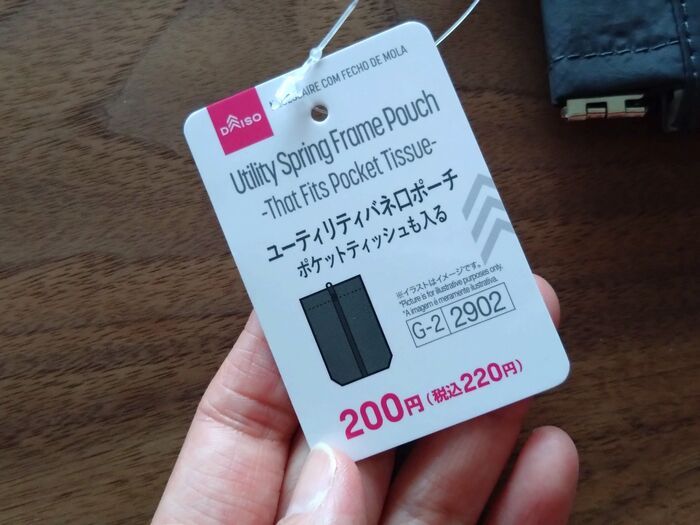 DAISO
COM FECHO DE MOLA
Utility Spring Frame Pouch
-That Fits Pocket Tissue-
ユーティリティバネ口ポーチ
ポケットティッシュも入る
※イラストはイメージです。
*Picture is for illustrative purposes only.
*A imagem é meramente ilustrativa.
G-2 2902
200円(税込220円)